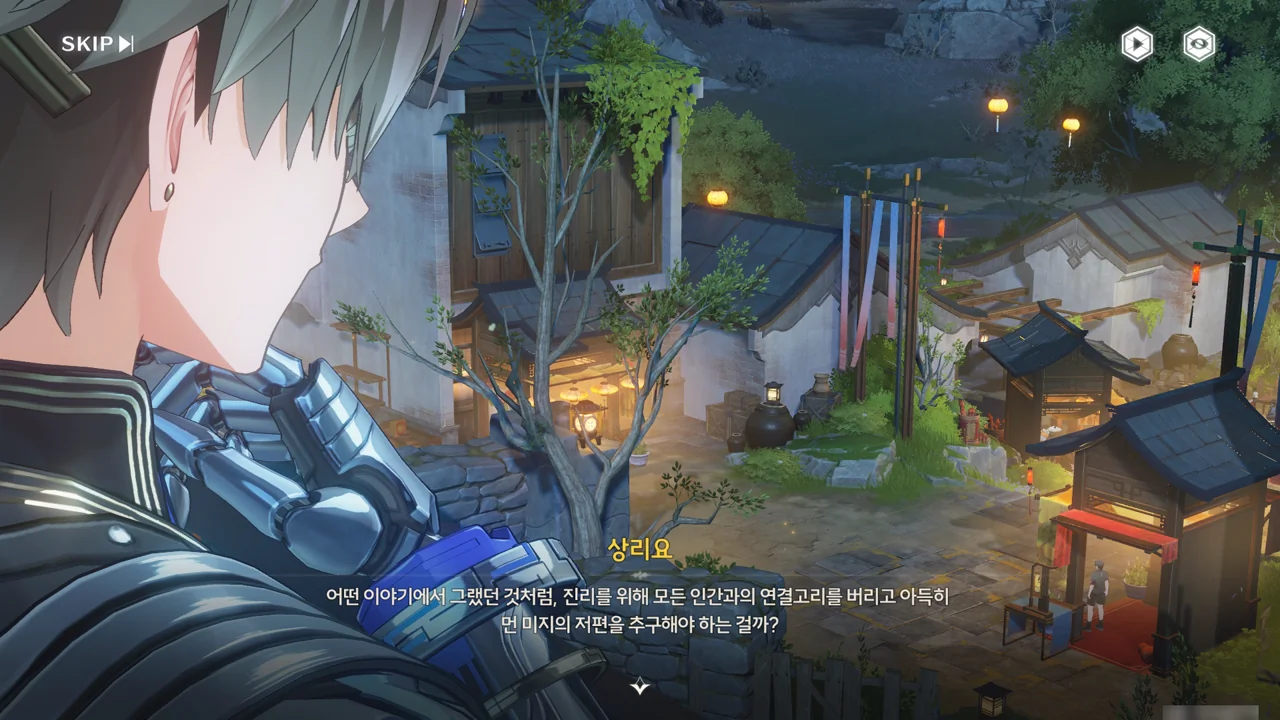 SKIP
상리요
어떤 이야기에서 그랬던 것처럼, 진리를 위해 모든 인간과의 연결고리를 버리고 아득히
먼 미지의 저편을 추구해야 하는 걸까?